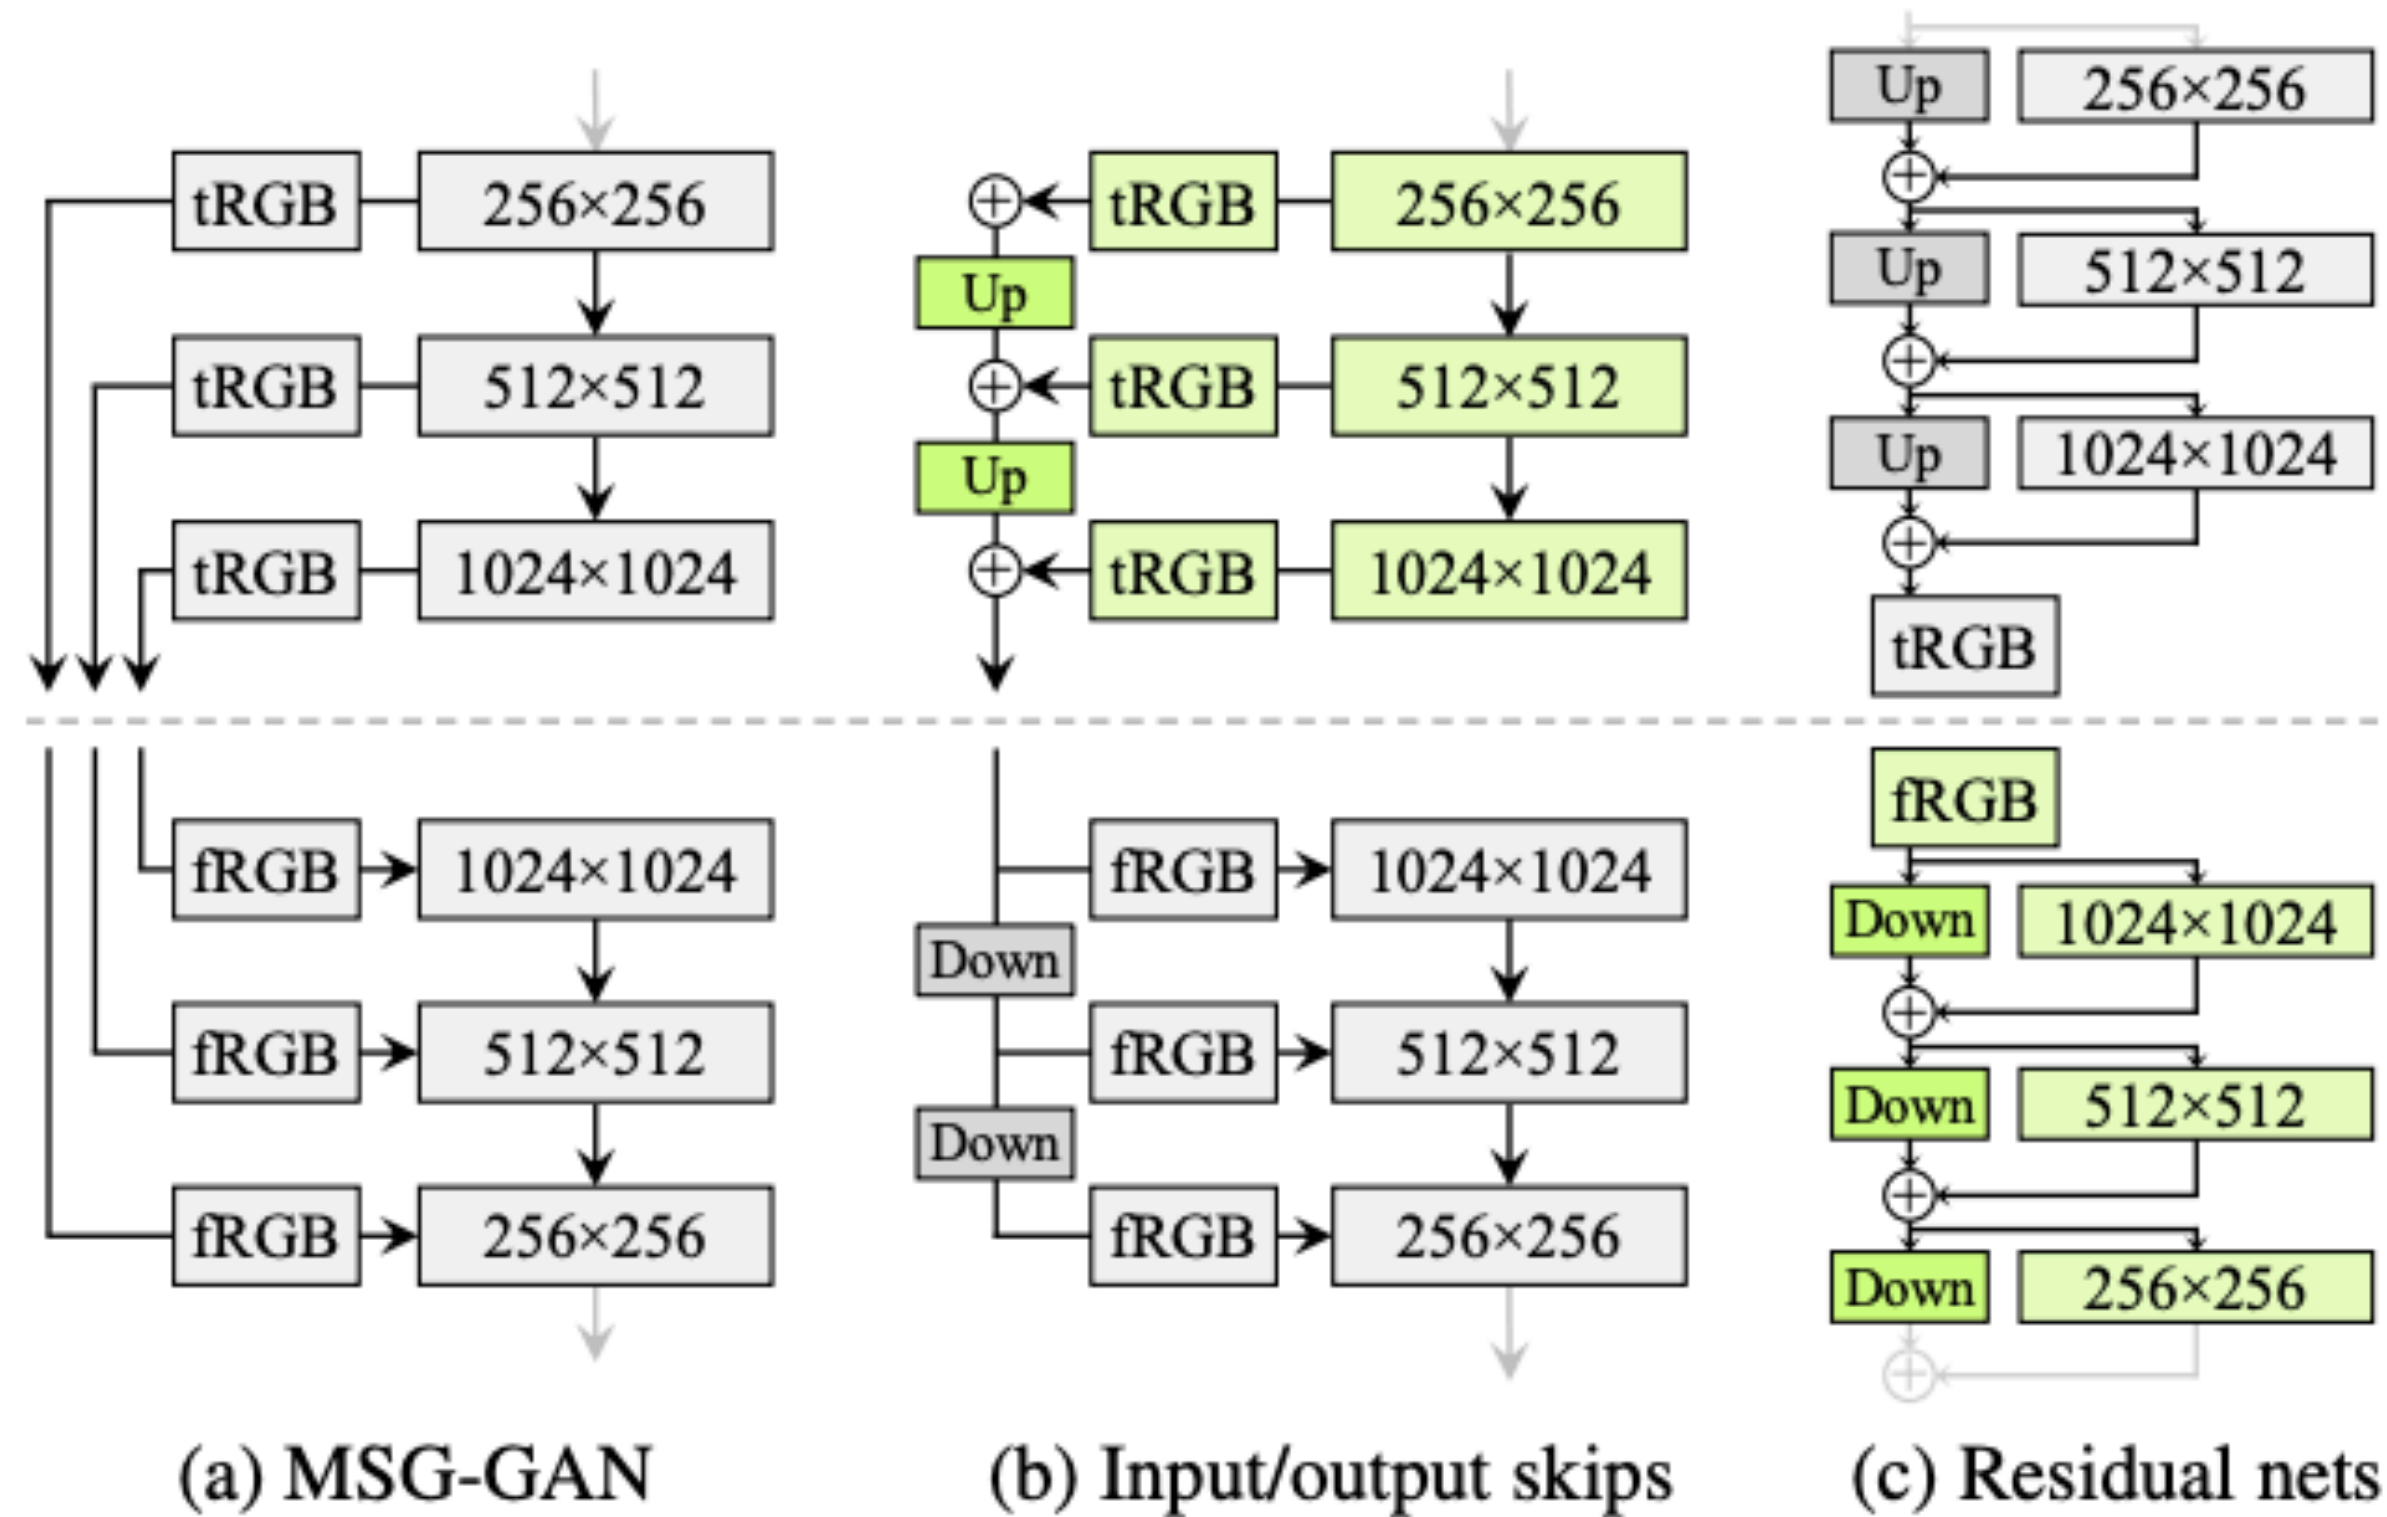 tRGB 256×256
tRGB 512×512
tRGB 1024×1024
fRGB 1024×1024
fRGB 512×512
fRGB 256×256
(a) MSG-GAN
tRGB 256×256
Up
tRGB 512×512
Up
tRGB 1024×1024
fRGB 1024×1024
Down
fRGB 512×512
Down
fRGB 256×256
(b) Input/output skips
Up 256×256
Up 512×512
Up 1024×1024
tRGB
fRGB
Down 1024×1024
Down 512×512
Down 256×256
(c) Residual nets